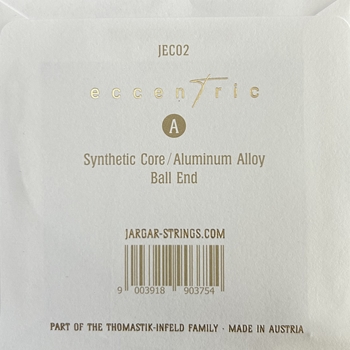 JEC02
eccenTric
A
Synthetic Core/Aluminum Alloy
Ball End
JARGAR-STRINGS.COM
9 003918 903754
PART OF THE THOMASTIK-INFELD FAMILY · MADE IN AUSTRIA